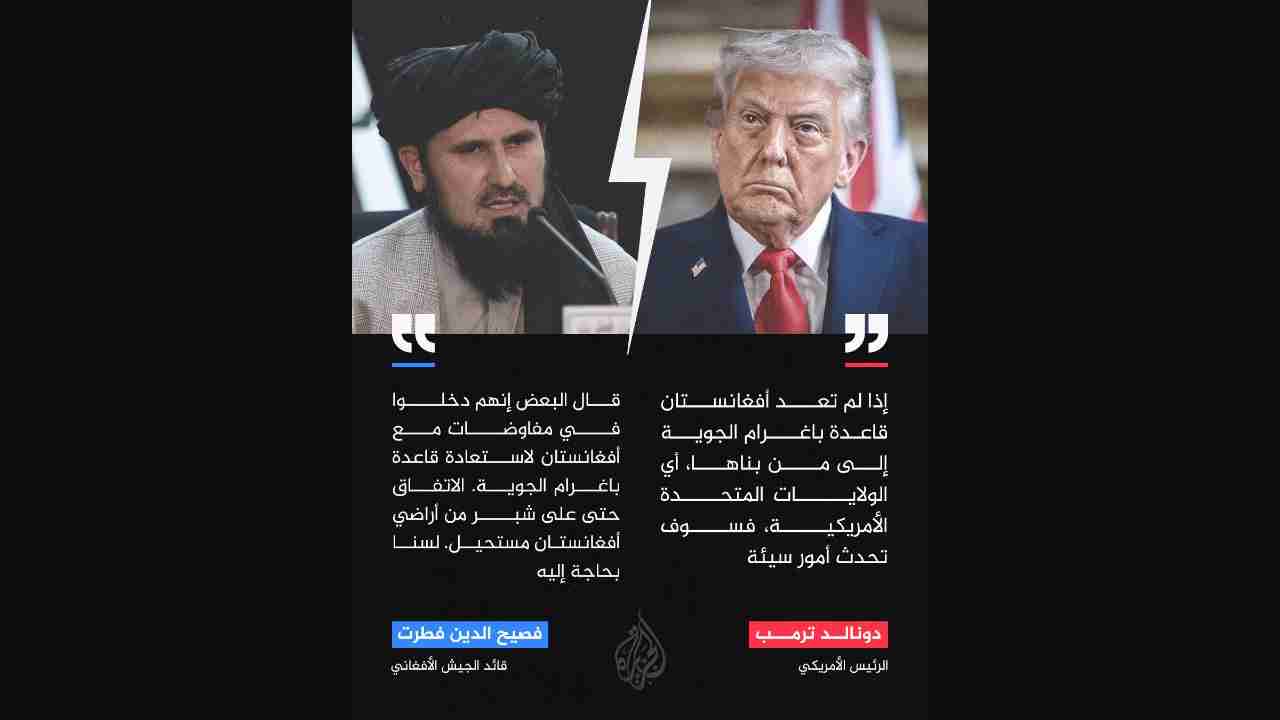 إذا لم تعد أفغانستان
قاعدة باغرام الجوية
إلى من بناها، أي
الولايات المتحدة
الأمريكية، فسوف
تحدث أمور سيئة
دونالد ترمب
الرئيس الأمريكي
قال البعض إنهم دخلوا
في مفاوضات مع
أفغانستان لاستعادة قاعدة
باغرام الجوية. الاتفاق
حتى على شبر من أراضي
أفغانستان مستحيل. لسنا
بحاجة إليه
فصيح الدين فطرت
قائد الجيش الأفغاني
الجزيرة